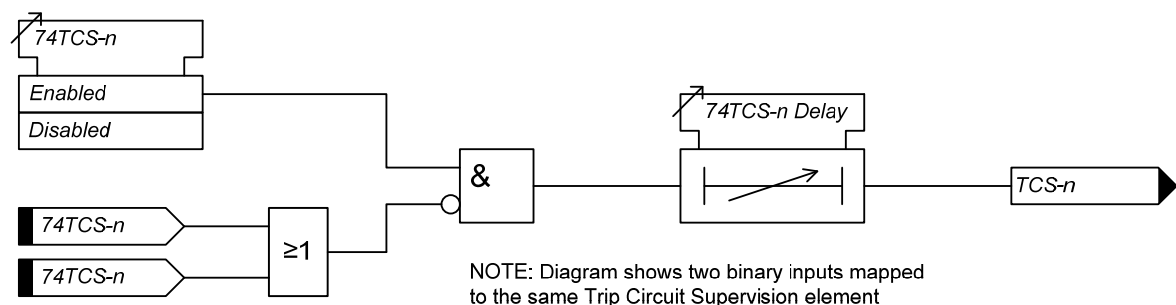 74TCS-n
Enabled
Disabled
&
74TCS-n Delay
TCS-n
74TCS-n
74TCS-n
≥1
NOTE: Diagram shows two binary inputs mapped
to the same Trip Circuit Supervision element